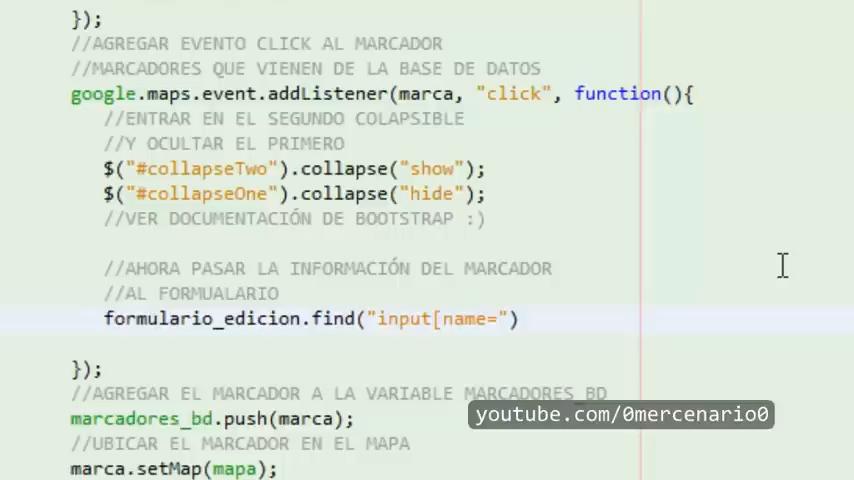 });
//AGREGAR EVENTO CLICK AL MARCADOR
//MARCADORES QUE VIENEN DE LA BASE DE DATOS
google.maps.event.addListener(marca, "click", function(){
//ENTRAR EN EL SEGUNDO COLAPSIBLE
//Y OCULTAR EL PRIMERO
$("#collapseTwo").collapse("show");
$("#collapseOne").collapse("hide");
//VER DOCUMENTACIÓN DE BOOTSTRAP :)
//AHORA PASAR LA INFORMACIÓN DEL MARCADOR
//AL FORMUALARIO
formulario_edicion.find("input[name=")
});
//AGREGAR EL MARCADOR A LA VARIABLE MARCADORES_BD
marcadores_bd.push(marca);
youtube.com/0mercenario0
//UBICAR EL MARCADOR EN EL MAPA
marca.setMap(mapa);